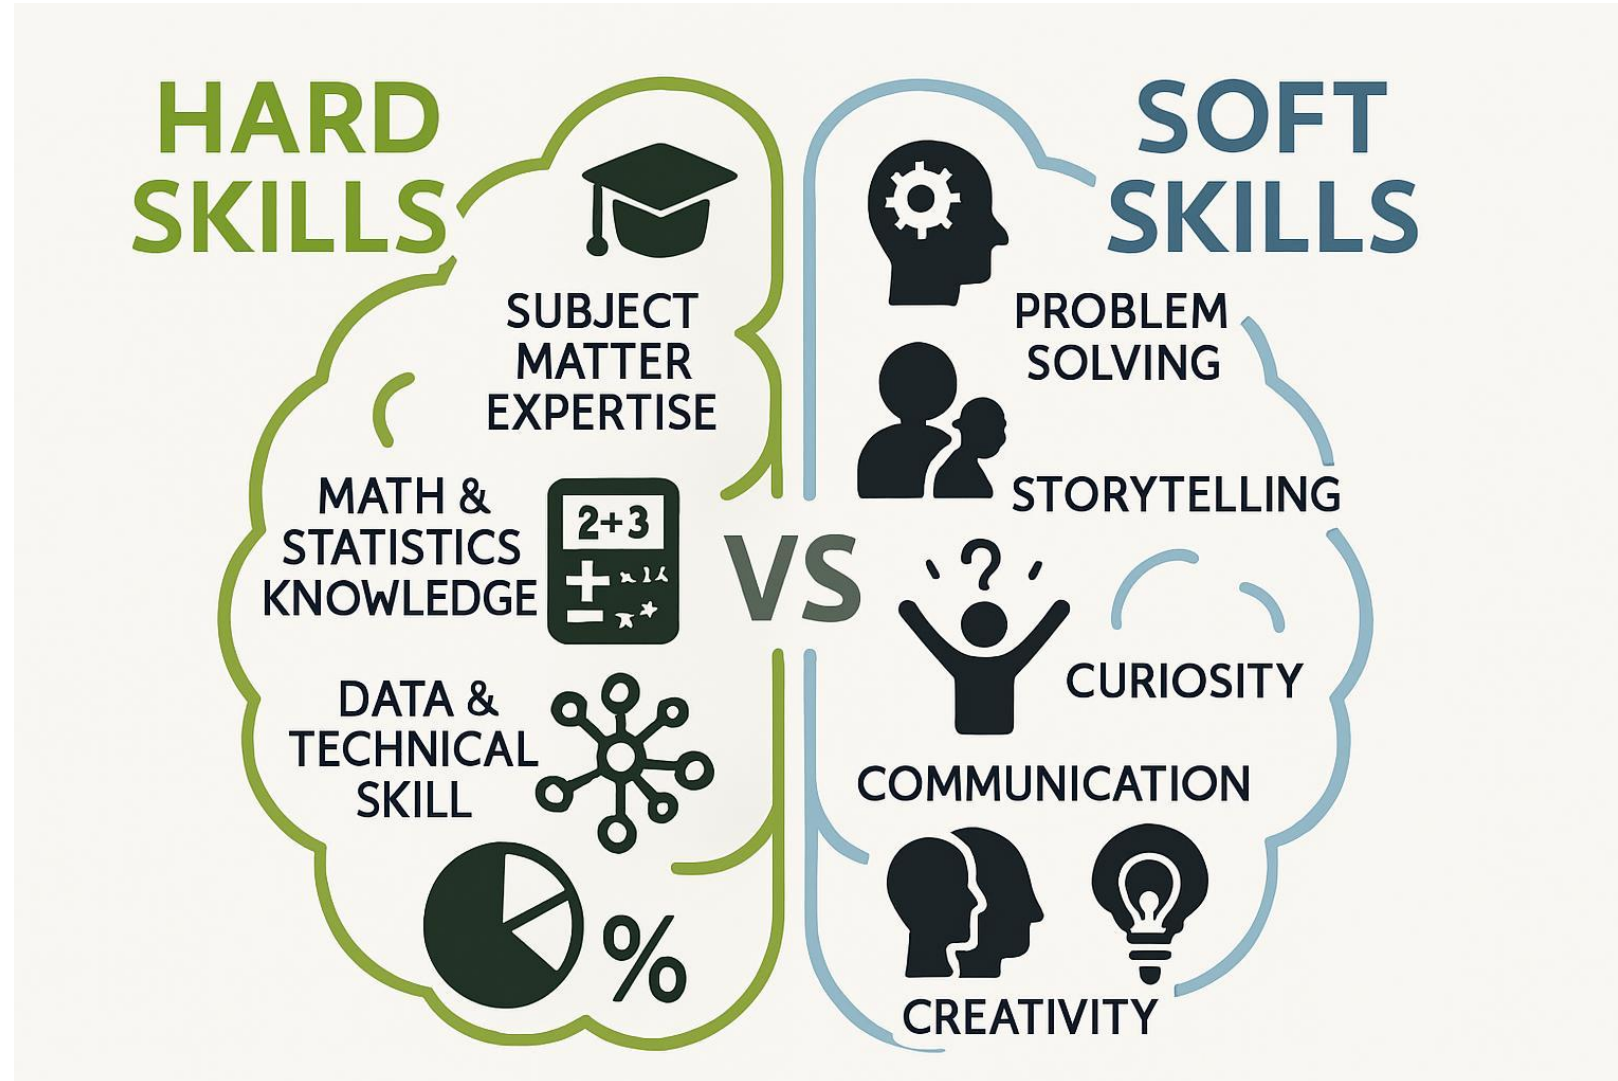 HARD
SKILLS
SUBJECT
MATTER
EXPERTISE
MATH &
STATISTICS
KNOWLEDGE
2+3
DATA &
TECHNICAL
SKILL
%
VS
SOFT
SKILLS
PROBLEM
SOLVING
STORYTELLING
?
CURIOSITY
COMMUNICATION
CREATIVITY